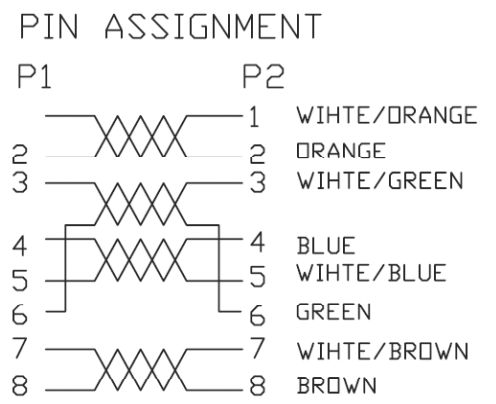 PIN ASSIGNMENT
P1 P2
1 WIHTE/ORANGE
2 2 ORANGE
3 3 WIHTE/GREEN
4 4 BLUE
5 5 WIHTE/BLUE
6 6 GREEN
7 7 WIHTE/BROWN
8 8 BROWN